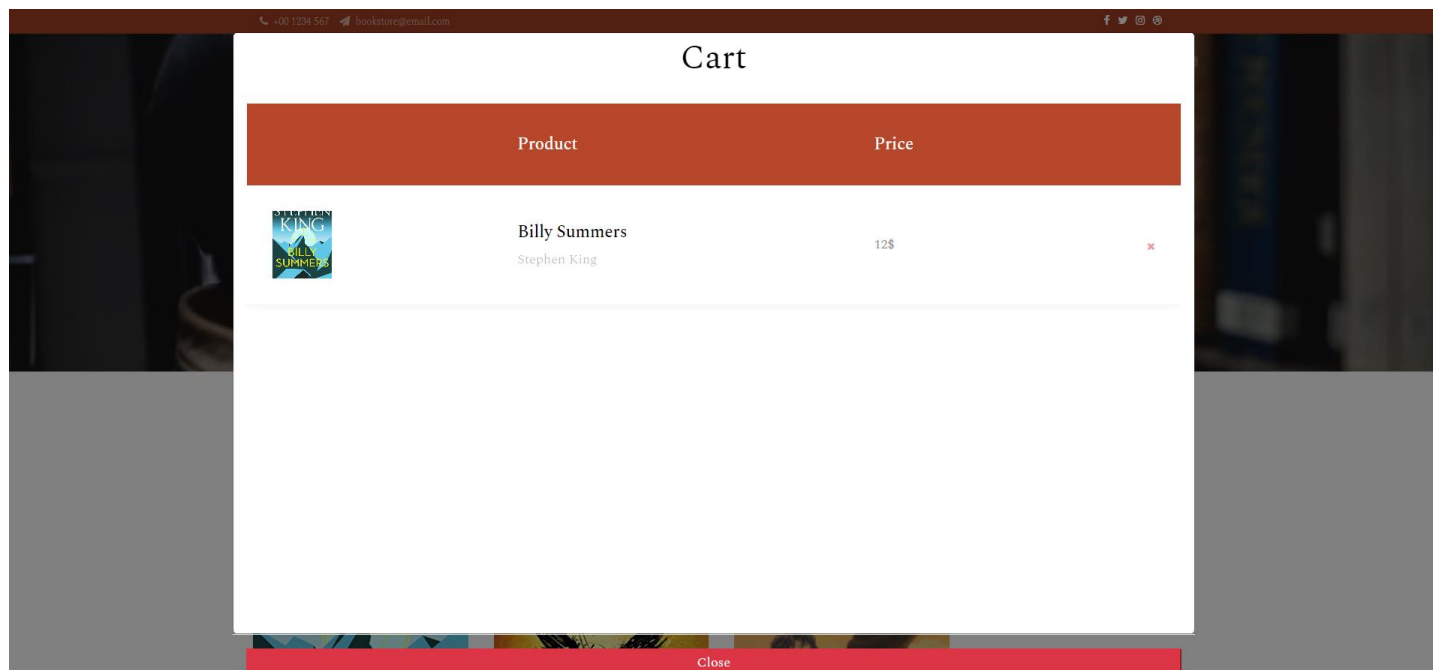 +00 1234 567 bookstore@email.com
Cart
Product Price
STEPHEN
KING
BILLY
SUMMERS
Billy Summers
12$
Stephen King
Close